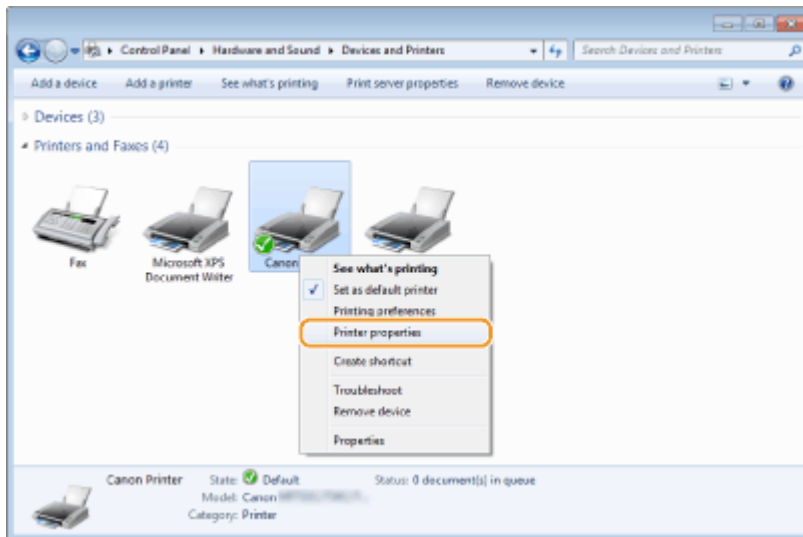 Control Panel ▸ Hardware and Sound ▸ Devices and Printers
Search Devices and Printers
Add a device Add a printer See what's printing Print server properties Remove device
Devices (3)
Printers and Faxes (4)
Fax
Microsoft XPS
Document Writer
Canon
See what's printing
Set as default printer
Printing preferences
Printer properties
Create shortcut
Troubleshoot
Remove device
Properties
Canon Printer State: Default Status: 0 document(s) in queue
Model: Canon
Category: Printer